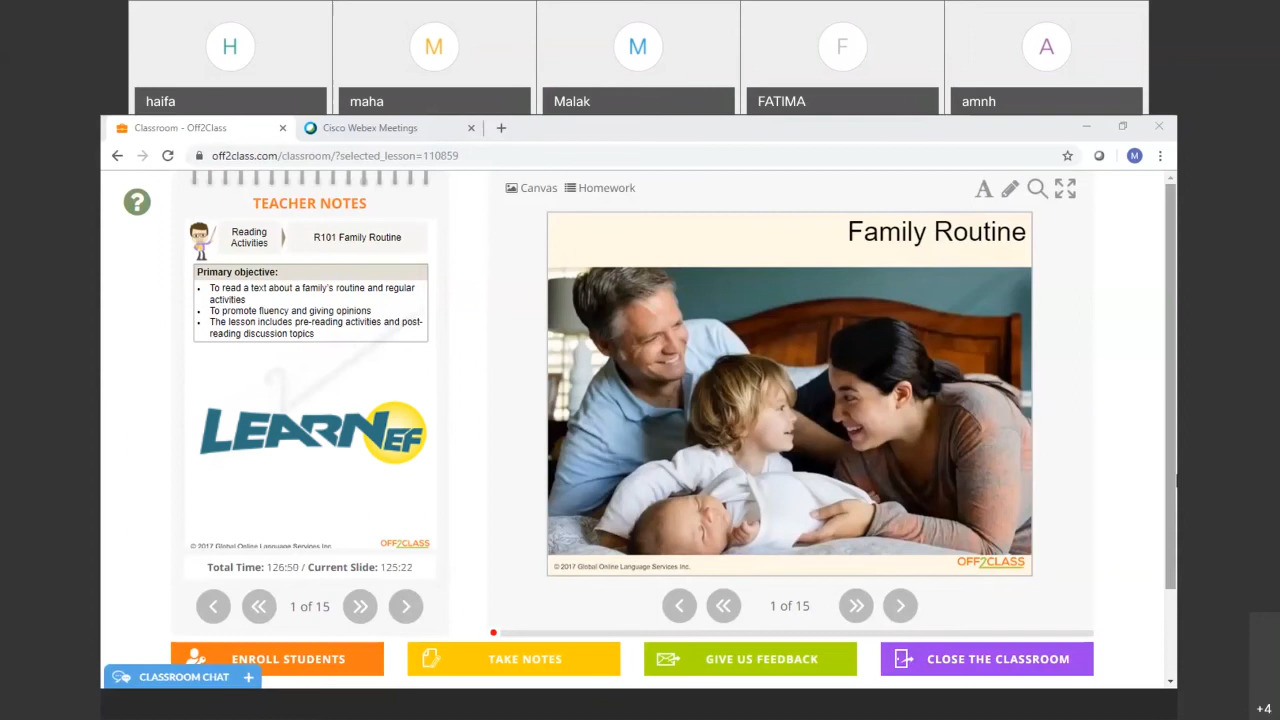 H
M
M
F
A
haifa
maha
Malak
FATIMA
amnh
Classroom - Off2Class
Cisco Webex Meetings
off2class.com/classroom/?selected_lesson=110859
M
?
TEACHER NOTES
Reading
Activities
R101 Family Routine
Primary objective:
• To read a text about a family's routine and regular
activities
• To promote fluency and giving opinions
• The lesson includes pre-reading activities and post-
reading discussion topics
LEARNEF
© 2017 Global Online Language Services Inc.
OFF2CLASS
Total Time: 126:50 / Current Slide: 125:22
1 of 15
Canvas
Homework
A
Family Routine
© 2017 Global Online Language Services Inc.
OFF2CLASS
1 of 15
ENROLL STUDENTS
TAKE NOTES
GIVE US FEEDBACK
CLOSE THE CLASSROOM
CLASSROOM CHAT +
+4